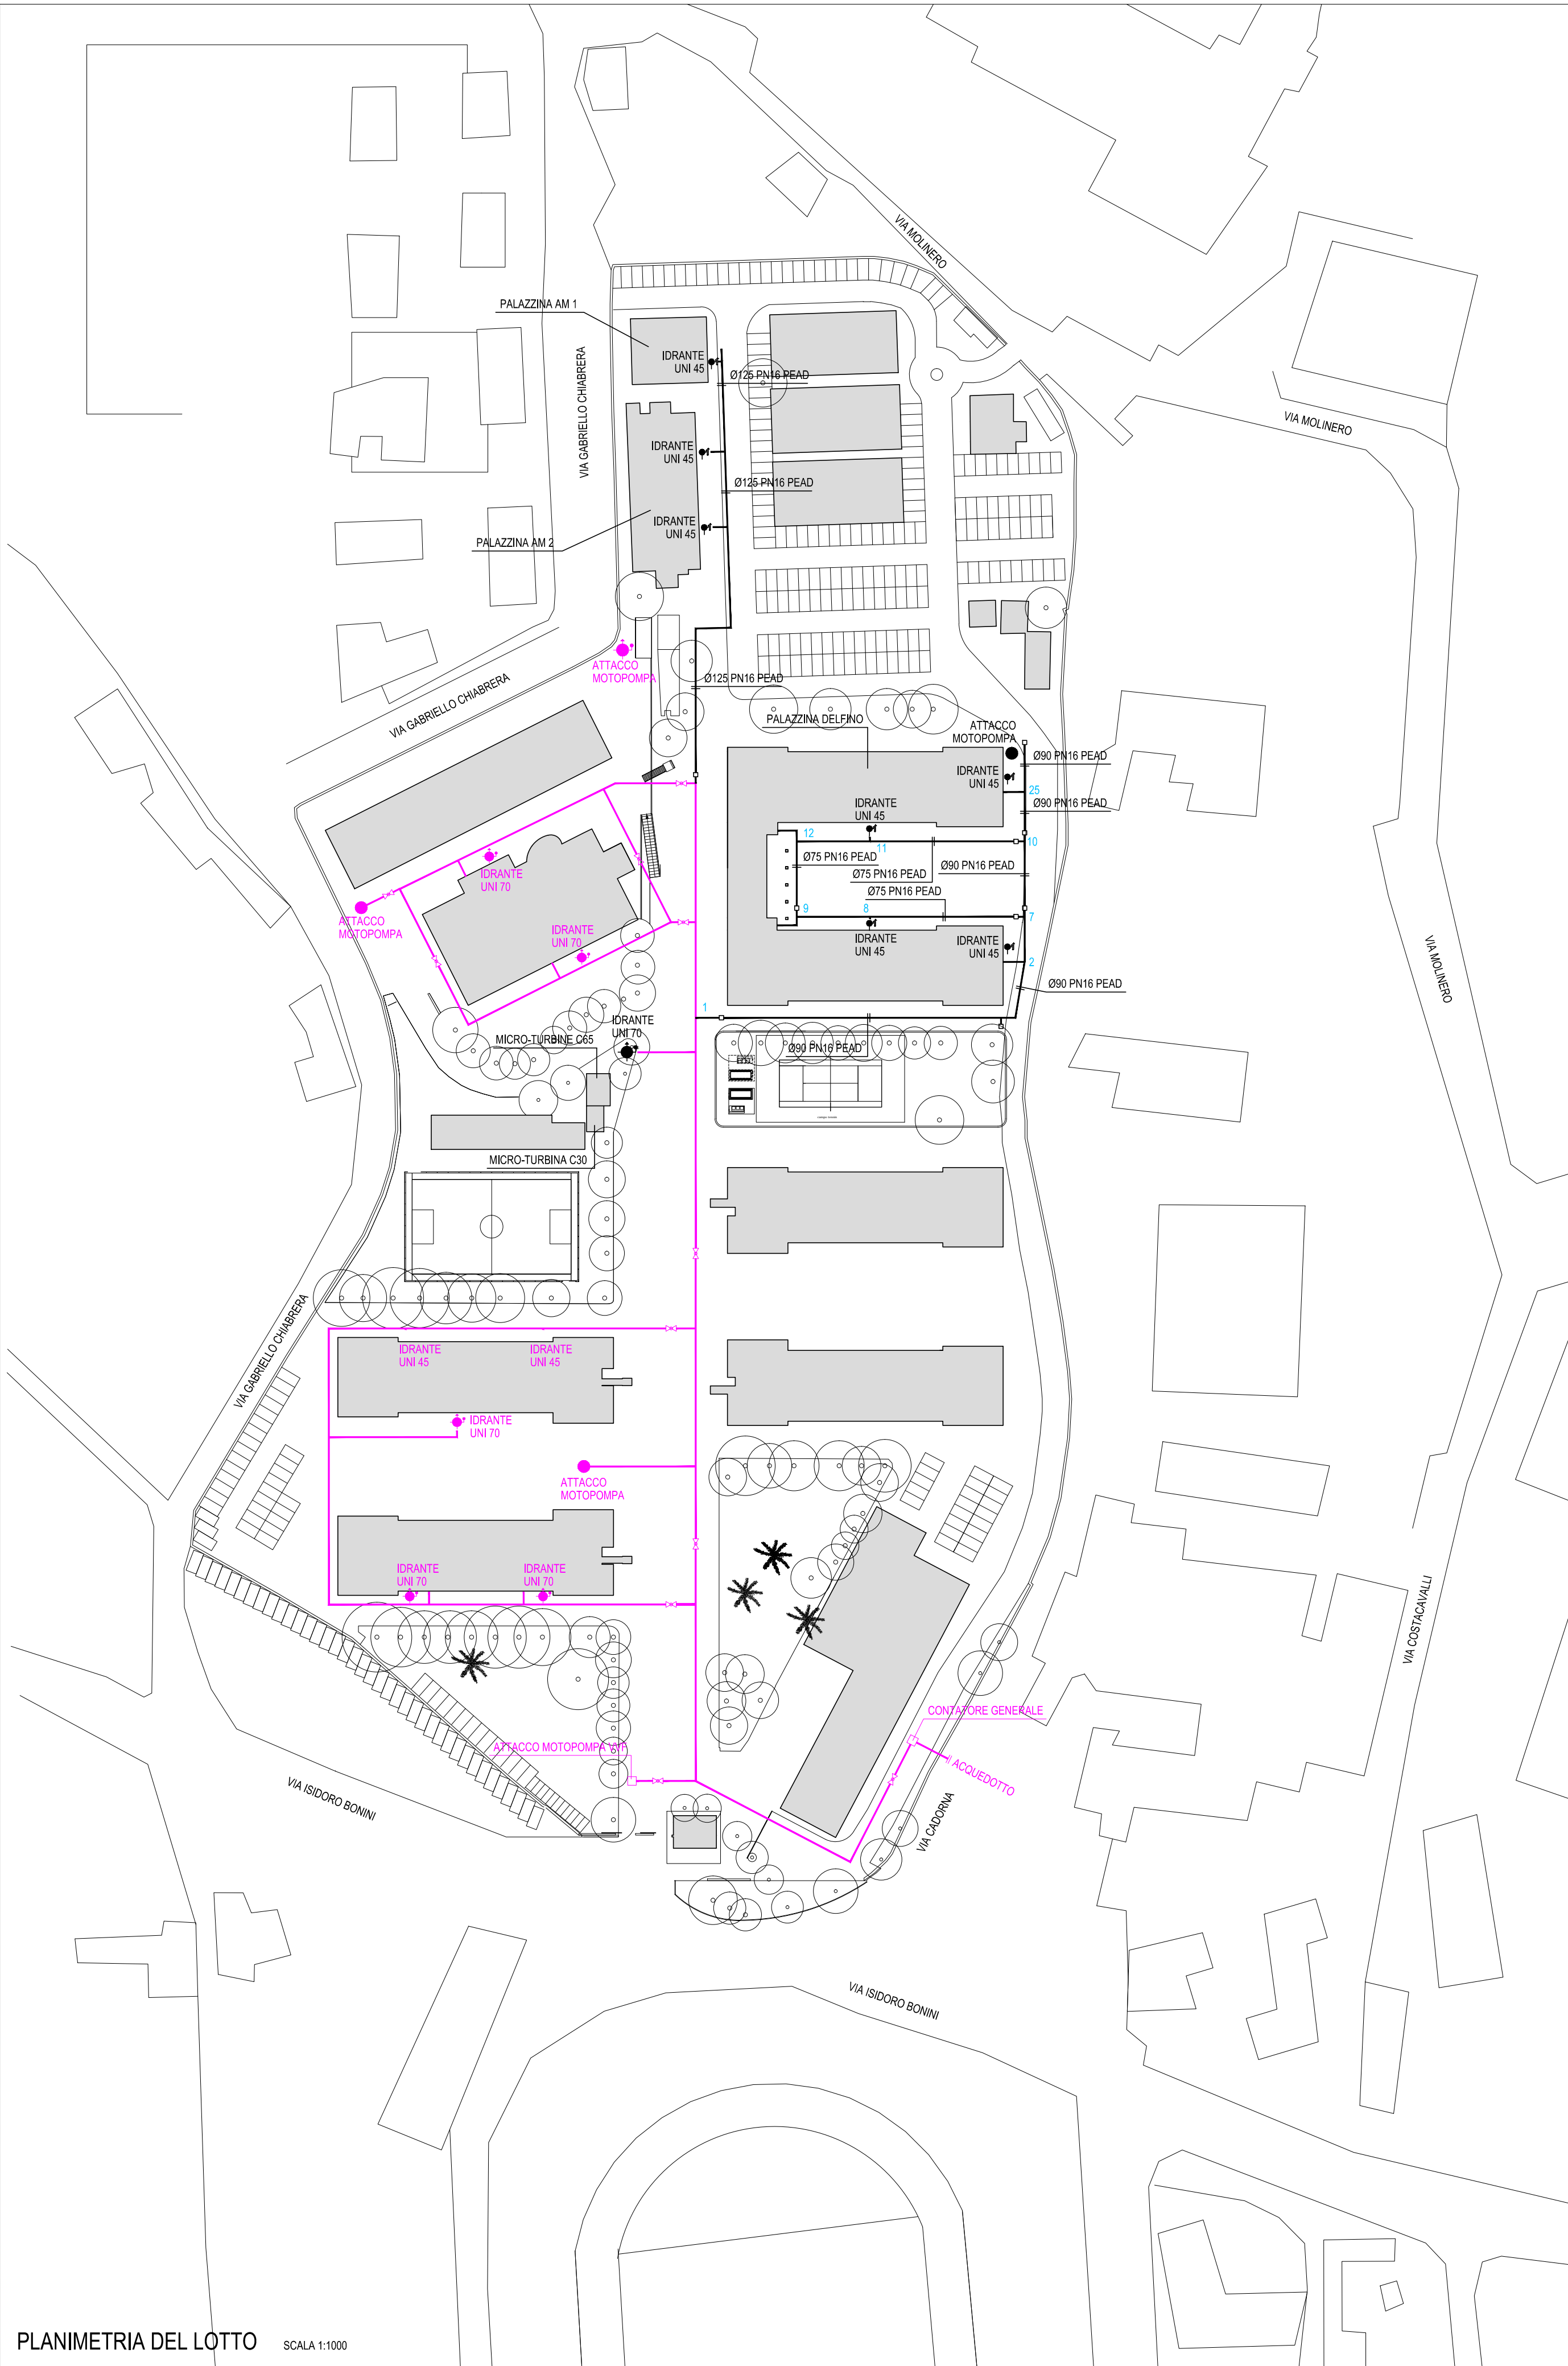 VIA MOLINERO
PALAZZINA AM 1
IDRANTE
UNI 45
Ø125 PN16 PEAD
VIA GABRIELLO CHIABRERA
VIA MOLINERO
IDRANTE
UNI 45
Ø125 PN16 PEAD
IDRANTE
UNI 45
PALAZZINA AM 2
ATTACCO
MOTOPOMPA
Ø125 PN16 PEAD
VIA GABRIELLO CHIABRERA
PALAZZINA DELFINO
ATTACCO
MOTOPOMPA
Ø90 PN16 PEAD
IDRANTE
UNI 45
25
Ø90 PN16 PEAD
IDRANTE
UNI 45
12
11
10
Ø75 PN16 PEAD
Ø90 PN16 PEAD
Ø75 PN16 PEAD
Ø75 PN16 PEAD
IDRANTE
UNI 70
9
8
7
ATTACCO
MOTOPOMPA
IDRANTE
UNI 70
IDRANTE
UNI 45
IDRANTE
UNI 45
2
VIA MOLINERO
Ø90 PN16 PEAD
1
IDRANTE
UNI 70
MICRO-TURBINE C65
Ø90 PN16 PEAD
MICRO-TURBINA C30
VIA GABRIELLO CHIABRERA
IDRANTE
UNI 45
IDRANTE
UNI 45
IDRANTE
UNI 70
ATTACCO
MOTOPOMPA
IDRANTE
UNI 70
IDRANTE
UNI 70
VIA COSTACAVALLI
CONTATORE GENERALE
ATTACCO MOTOPOMPA VVF
ACQUEDOTTO
VIA ISIDORO BONINI
VIA CADORNA
VIA ISIDORO BONINI
PLANIMETRIA DEL LOTTO SCALA 1:1000